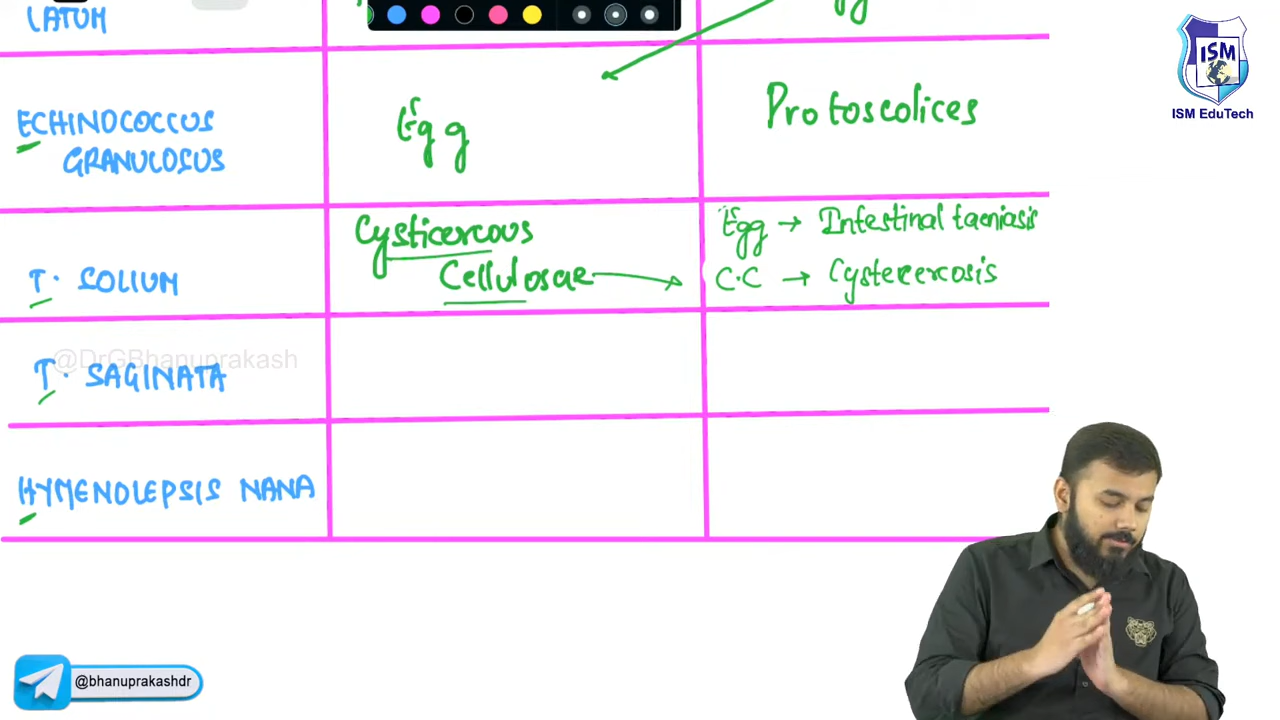 LATUM
ISM
ISM EduTech
ECHINOCOCCUS
GRANULOSUS
Egg
Protoscolices
T. SOLIUM
Cysticercous
Cellulosae
Egg → Intestinal taeniasis
C.C → Cystercercosis
@DrGBhanuprakash
T. SAGINATA
HYMENOLEPSIS NANA
@bhanuprakashdr